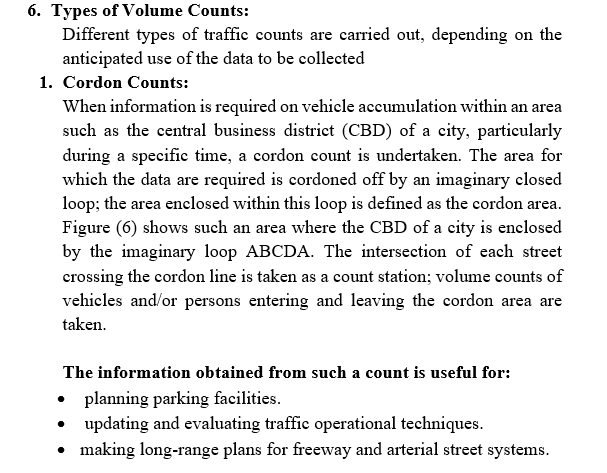 6. Types of Volume Counts:
Different types of traffic counts are carried out, depending on the
anticipated use of the data to be collected
1. Cordon Counts:
When information is required on vehicle accumulation within an area
such as the central business district (CBD) of a city, particularly
during a specific time, a cordon count is undertaken. The area for
which the data are required is cordoned off by an imaginary closed
loop; the area enclosed within this loop is defined as the cordon area.
Figure (6) shows such an area where the CBD of a city is enclosed
by the imaginary loop ABCDA. The intersection of each street
crossing the cordon line is taken as a count station; volume counts of
vehicles and/or persons entering and leaving the cordon area are
taken.
The information obtained from such a count is useful for:
• planning parking facilities.
• updating and evaluating traffic operational techniques.
• making long-range plans for freeway and arterial street systems.